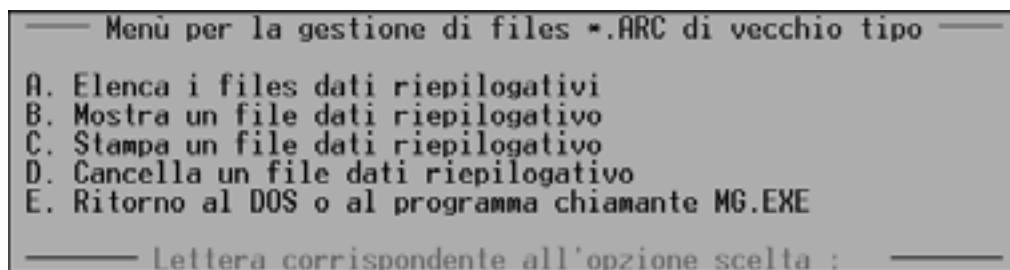 Menù per la gestione di files *.ARC di vecchio tipo
A. Elenca i files dati riepilogativi
B. Mostra un file dati riepilogativo
C. Stampa un file dati riepilogativo
D. Cancella un file dati riepilogativo
E. Ritorno al DOS o al programma chiamante MG.EXE
Lettera corrispondente all'opzione scelta :